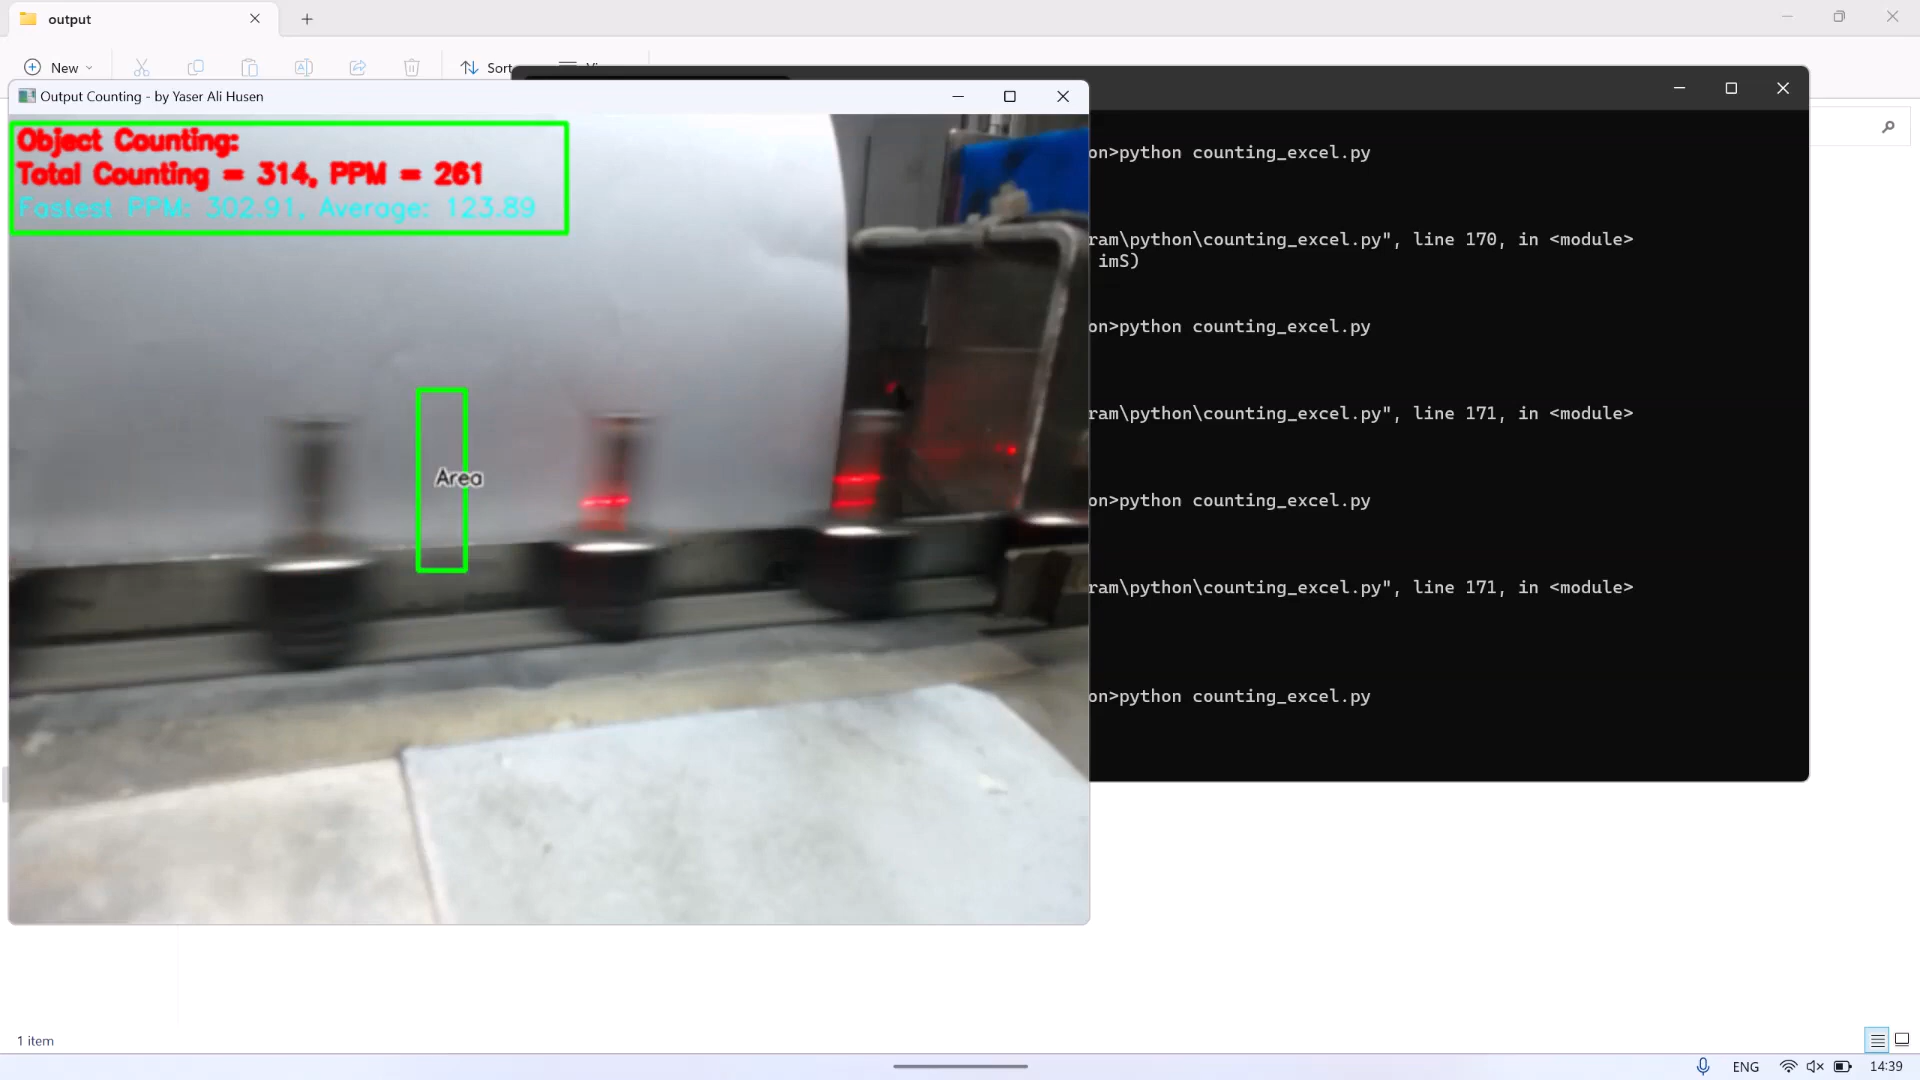 output
New
Sort
Output Counting - by Yaser Ali Husen
Object Counting:
Total Counting = 314, PPM = 261
Fastest PPM: 302.91, Average: 123.89
Area
on>python counting_excel.py
ram\python\counting_excel.py", line 170, in <module>
imS)
on>python counting_excel.py
ram\python\counting_excel.py", line 171, in <module>
on>python counting_excel.py
ram\python\counting_excel.py", line 171, in <module>
on>python counting_excel.py
1 item
ENG
14:39